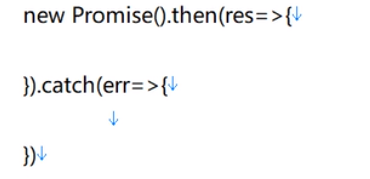 new Promise().then(res=>{↓
}).catch(err=>{↓
↓
})↓